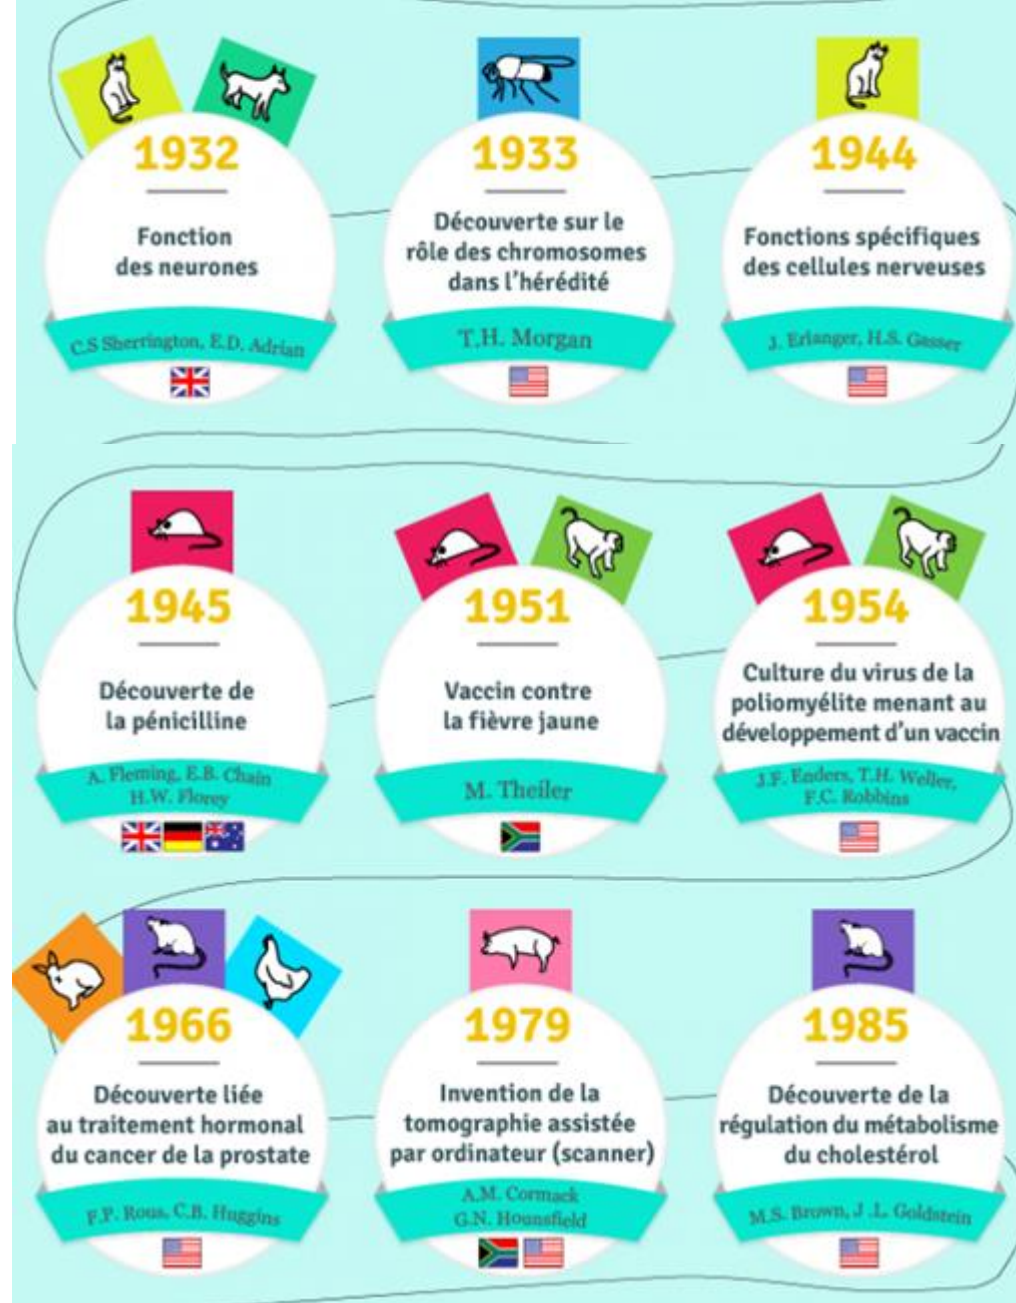 1932
Fonction
des neurones
C.S Sherrington, E.D. Adrian
1933
Découverte sur le
rôle des chromosomes
dans l'hérédité
T.H. Morgan
1944
Fonctions spécifiques
des cellules nerveuses
J. Erlanger, H.S. Gasser
1945
Découverte de
la pénicilline
A. Fleming, E.B. Chain
H.W. Florey
1951
Vaccin contre
la fièvre jaune
M. Theiler
1954
Culture du virus de la
poliomyélite menant au
développement d'un vaccin
J.F. Enders, T.H. Weller,
F.C. Robbins
1966
Découverte liée
au traitement hormonal
du cancer de la prostate
F.P. Rous, C.B. Huggins
1979
Invention de la
tomographie assistée
par ordinateur (scanner)
A.M. Cormack
G.N. Hounsfield
1985
Découverte de la
régulation du métabolisme
du cholestérol
M.S. Brown, J .L. Goldstein